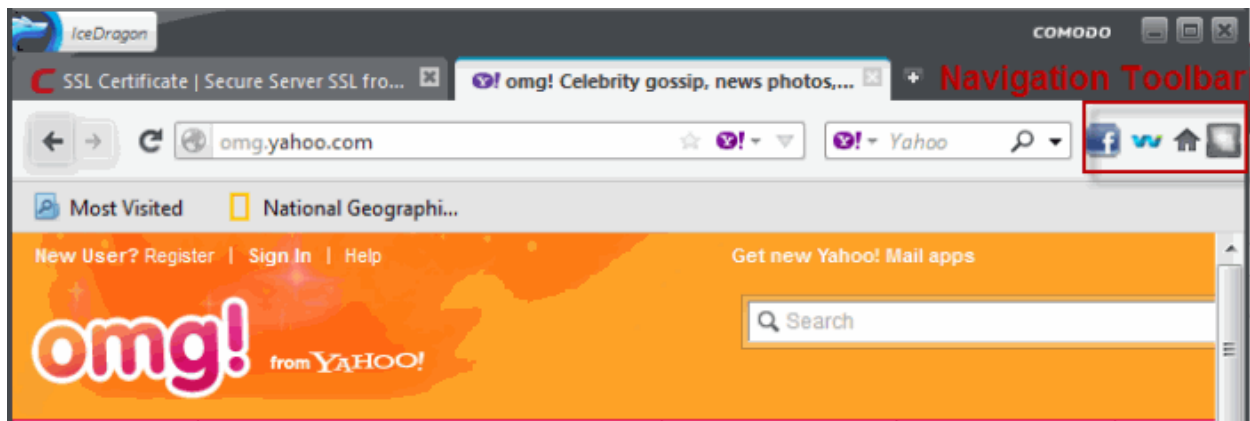 IceDragon
COMODO
C SSL Certificate | Secure Server SSL fro...
Y! omg! Celebrity gossip, news photos,...
Navigation Toolbar
omg.yahoo.com
Y!
Y! Yahoo
f
Most Visited
National Geographi...
New User? Register | Sign In | Help
Get new Yahoo! Mail apps
Search
omg! from YAHOO!